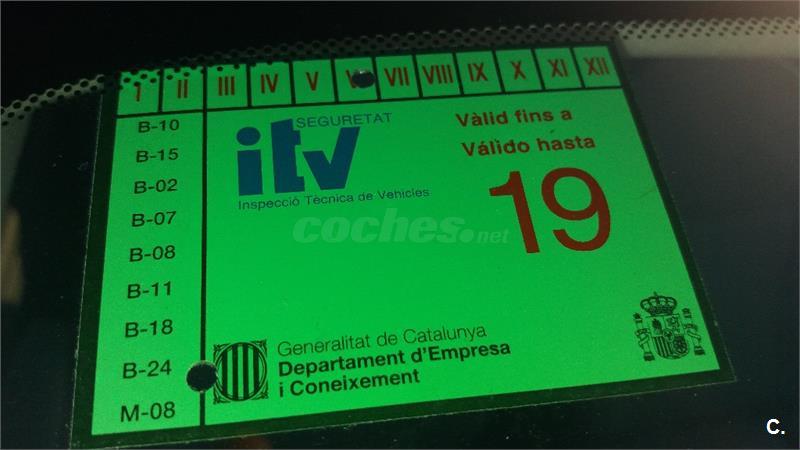 I II III IV V VI VII VIII IX X XI XII
B-10
B-15
B-02
B-07
B-08
B-11
B-18
B-24
M-08
SEGURETAT
itv
Inspecció Tècnica de Vehicles
Vàlid fins a
Válido hasta
19
coches.net
Generalitat de Catalunya
Departament d'Empresa
i Coneixement
C.